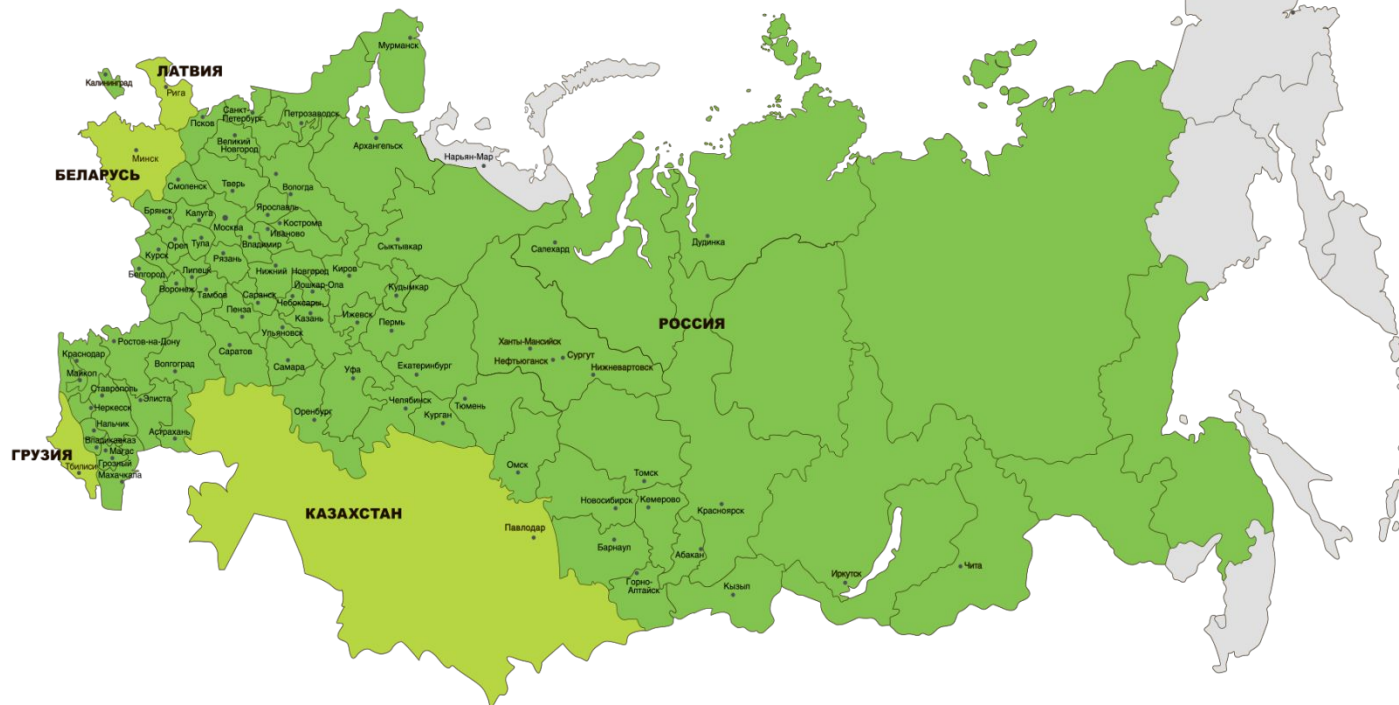 Мурманск
ЛАТВИЯ
Калининград
Рига
Санкт-
Петербург
Петрозаводск
Псков
Великий
Новгород
Архангельск
Минск
Нарьян-Мар
БЕЛАРУСЬ
Смоленск
Тверь
Вологда
Брянск
Калуга
Ярославль
Москва
Кострома
Иваново
Орел
Тула
Владимир
Сыктывкар
Салехард
Дудинка
Курск
Рязань
Белгород
Липецк
Нижний Новгород
Киров
Воронеж
Тамбов
Саранск
Йошкар-Ола
Чебоксары
Кудымкар
Пенза
Казань
Ижевск
Пермь
РОССИЯ
Ульяновск
Ростов-на-Дону
Саратов
Ханты-Мансийск
Краснодар
Нефтьюганск
Сургут
Майкоп
Волгоград
Самара
Уфа
Екатеринбург
Нижневартовск
Ставрополь
Элиста
Черкесск
Челябинск
Тюмень
Оренбург
Курган
Нальчик
Астрахань
Владикавказ
Магас
ГРУЗИЯ
Грозный
Тбилиси
Махачкала
Омск
Томск
КАЗАХСТАН
Новосибирск
Кемерово
Красноярск
Павлодар
Барнаул
Абакан
Горно-
Алтайск
Кызыл
Иркутск
Чита